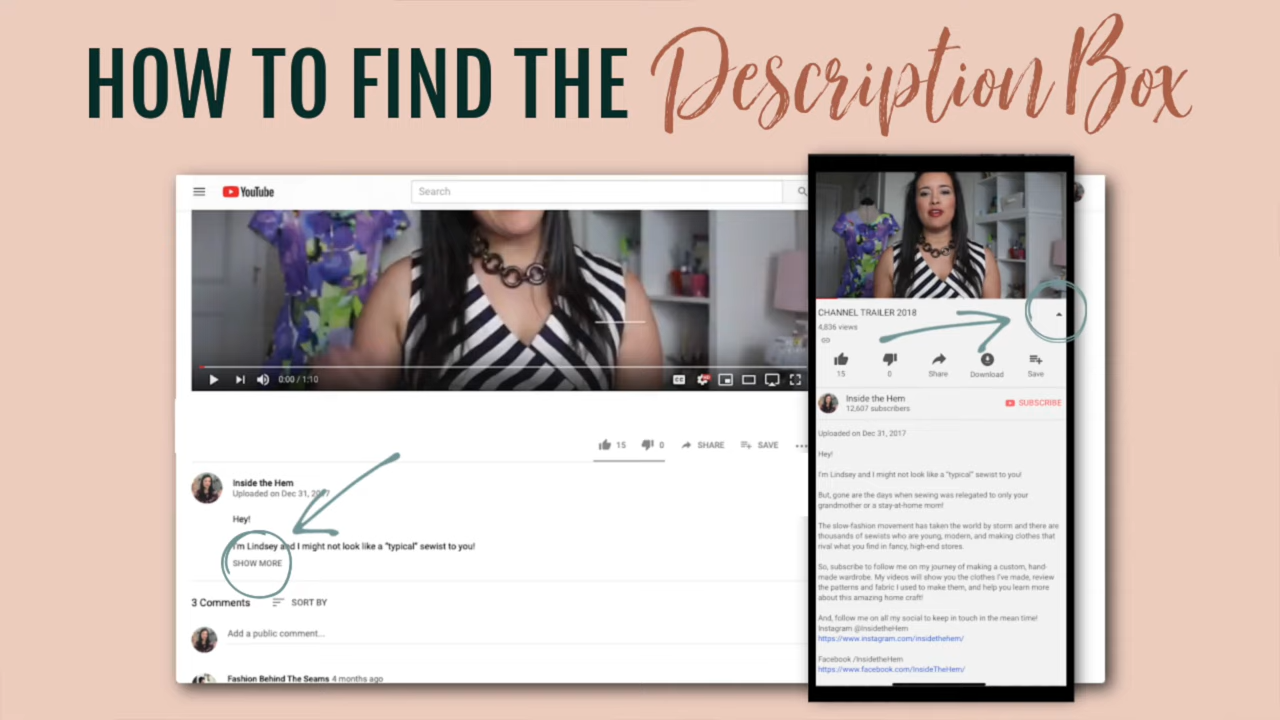 HOW TO FIND THE Description Box
YouTube
Search
0:00 / 1:10
15
0
SHARE
SAVE
Inside the Hem
Uploaded on Dec 31, 2017
Hey!
I'm Lindsey and I might not look like a "typical" sewist to you!
SHOW MORE
3 Comments
SORT BY
Add a public comment...
Fashion Behind The Seams 4 months ago
CHANNEL TRAILER 2018
4,836 views
15
0
Share
Download
Save
Inside the Hem
12,607 subscribers
SUBSCRIBE
Uploaded on Dec 31, 2017
Hey!
I'm Lindsey and I might not look like a "typical" sewist to you!
But, gone are the days when sewing was relegated to only your
grandmother or a stay-at-home mom!
The slow-fashion movement has taken the world by storm and there are
thousands of sewists who are young, modern, and making clothes that
rival what you find in fancy, high-end stores.
So, subscribe to follow me on my journey of making a custom, hand-
made wardrobe. My videos will show you the clothes I've made, review
the patterns and fabric I used to make them, and help you learn more
about this amazing home craft!
And, follow me on all my social to keep in touch in the mean time!
Instagram @InsidetheHem
https://www.instagram.com/insidethehem/
Facebook /InsidetheHem
https://www.facebook.com/InsideTheHem/